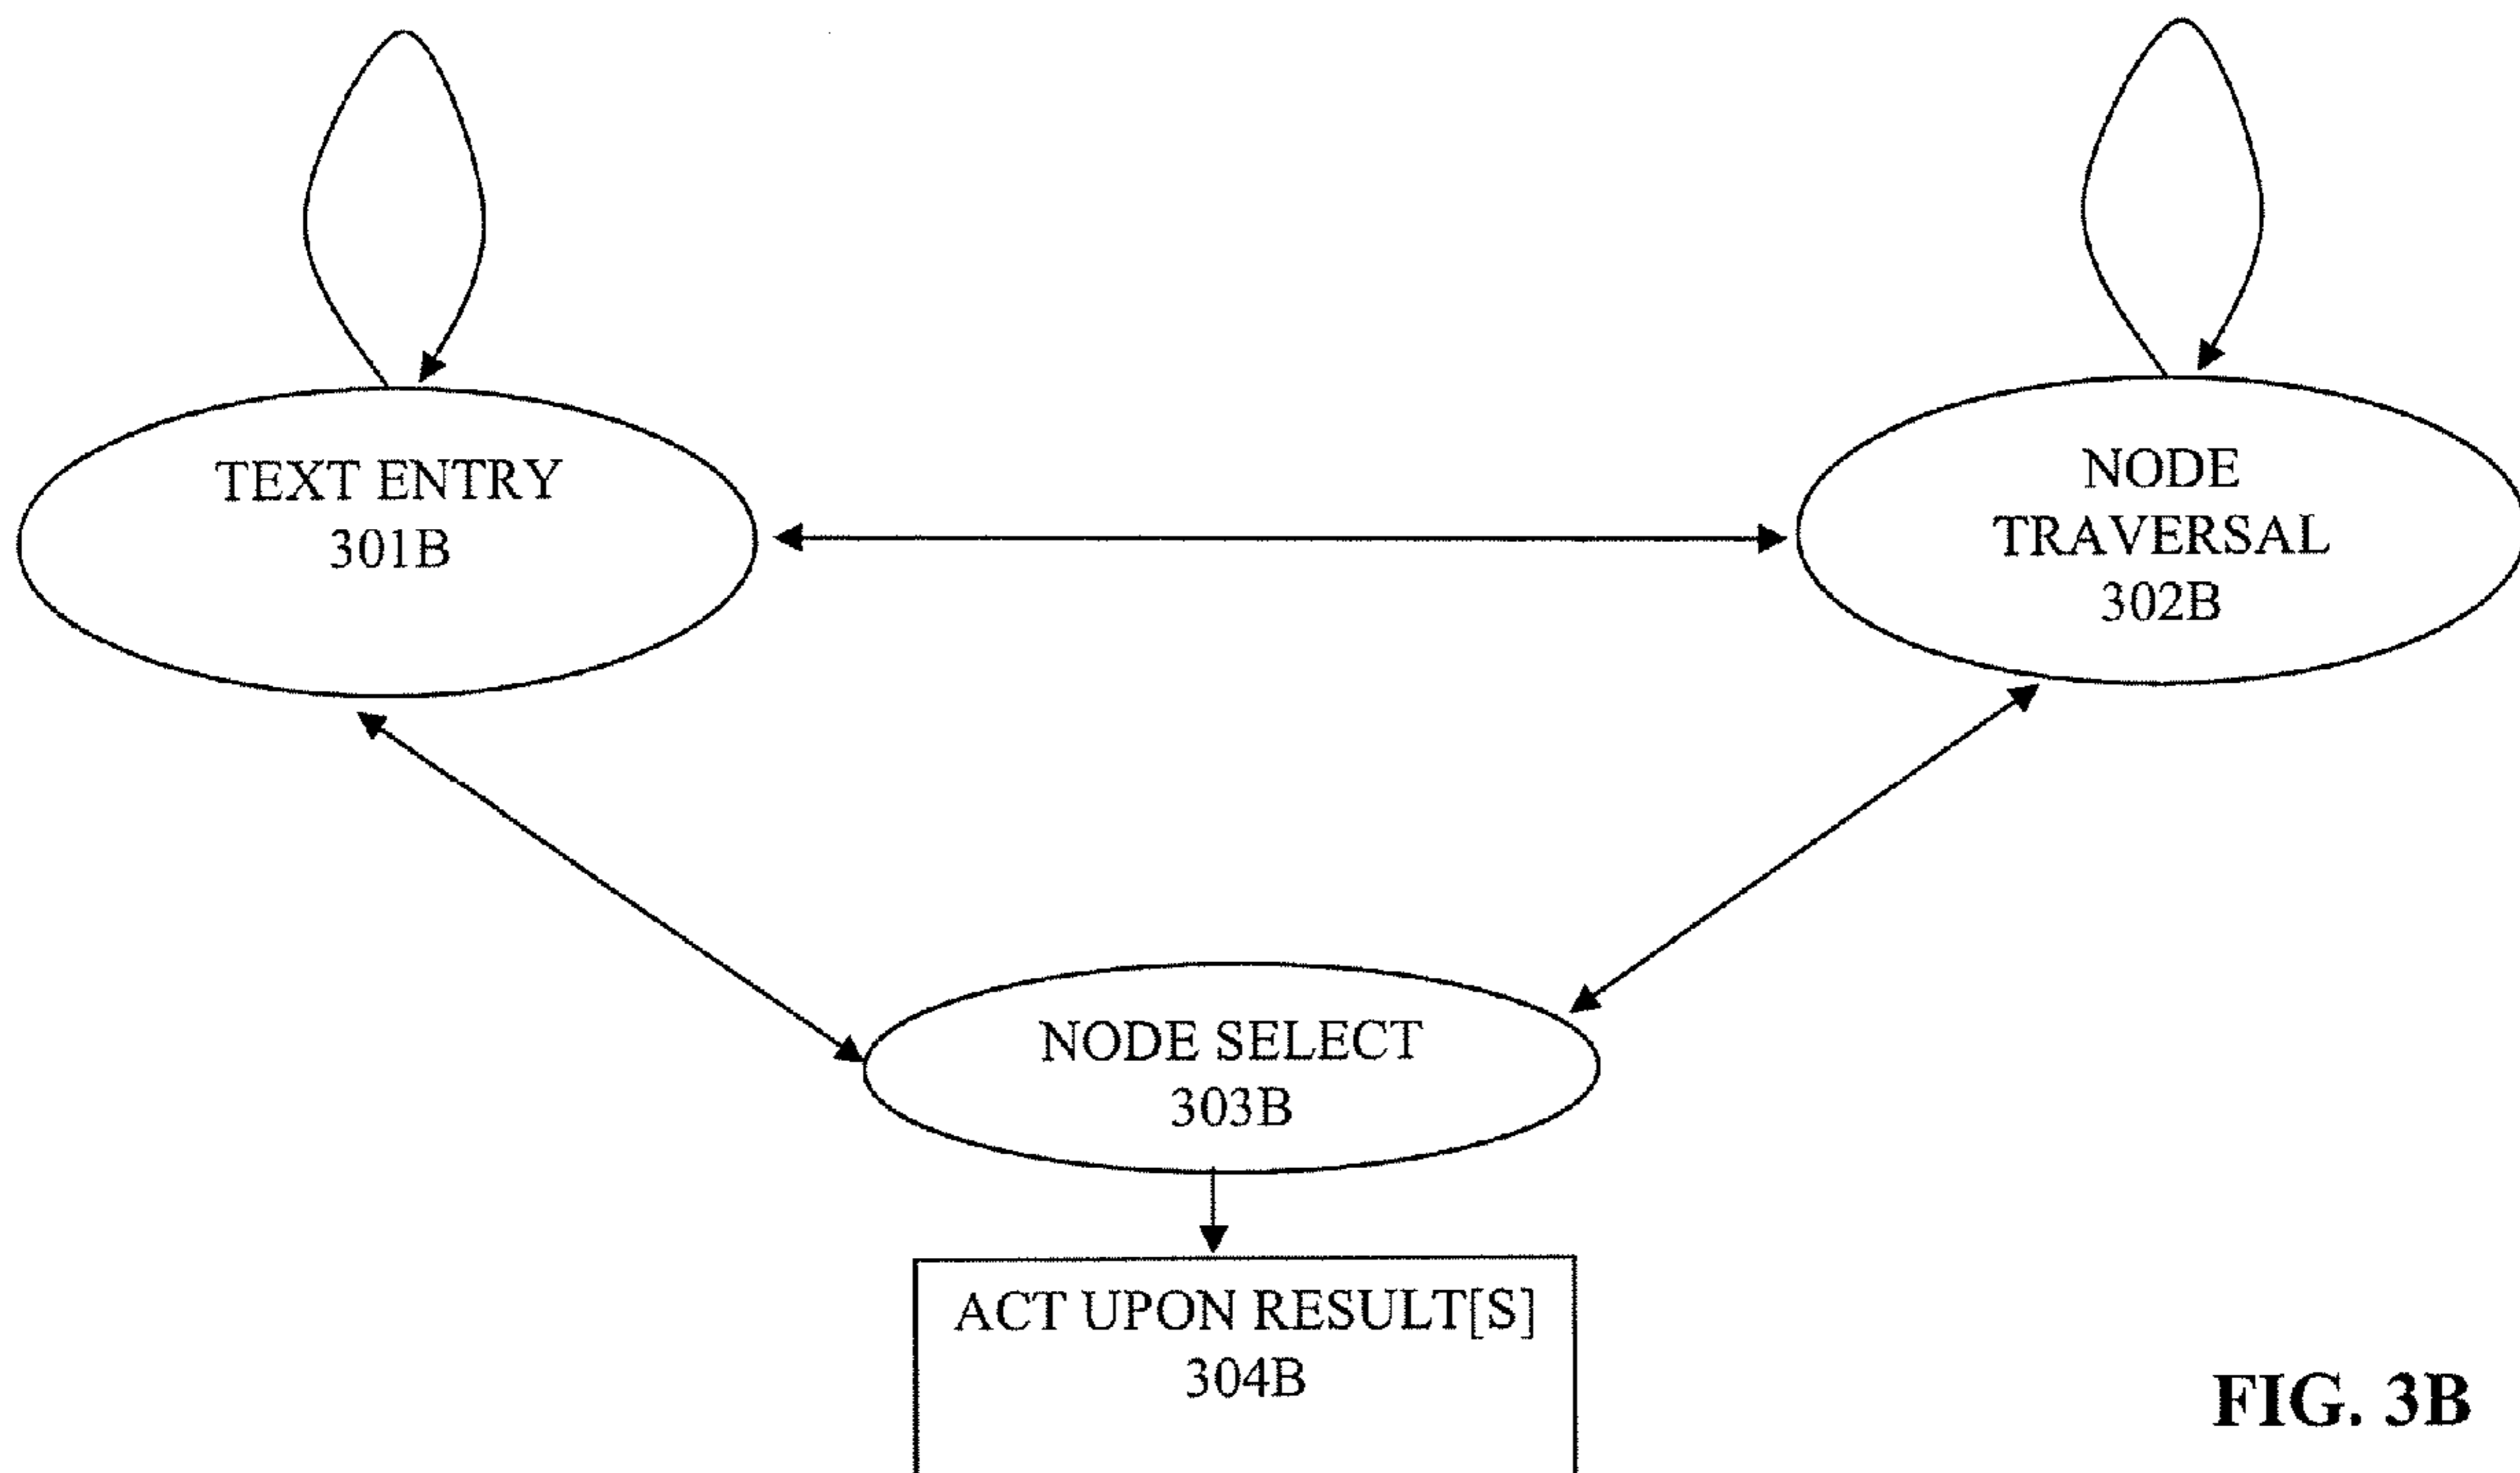 TEXT ENTRY
301B
NODE
TRAVERSAL
302B
NODE SELECT
303B
ACT UPON RESULT[S]
304B
FIG. 3B